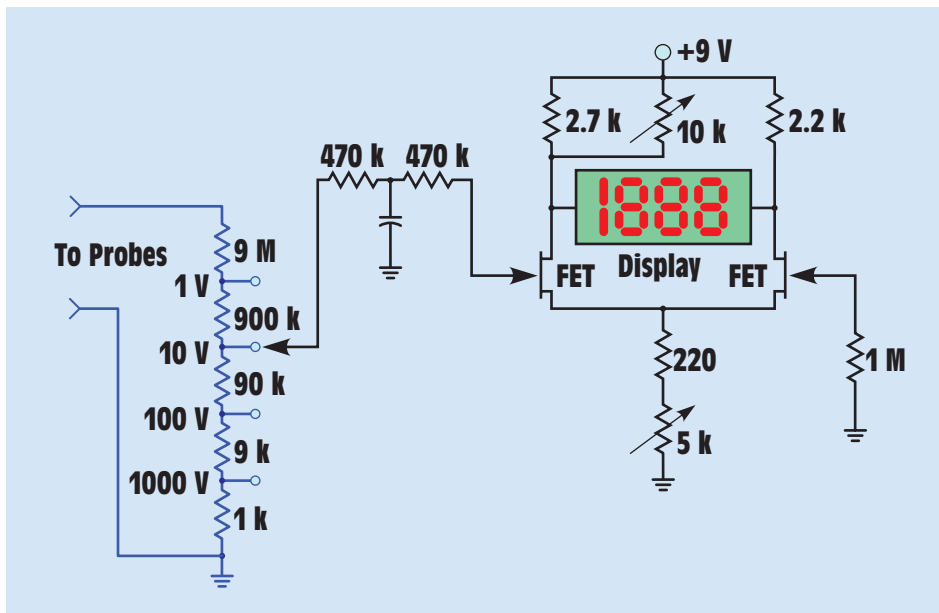 +9 V
2.7 k
10 k
2.2 k
470 k 470 k
1888
To Probes
9 M
FET
Display
FET
1 V
900 k
10 V
220
1 M
90 k
100 V
5 k
9 k
1000 V
1 k